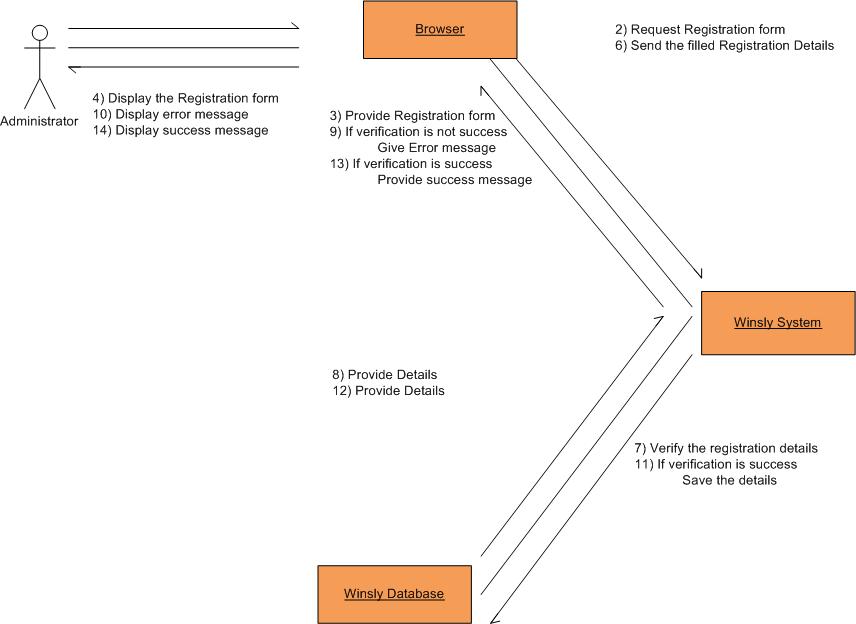 Browser
2) Request Registration form
6) Send the filled Registration Details
4) Display the Registration form
10) Display error message
14) Display success message
Administrator
3) Provide Registration form
9) If verification is not success
Give Error message
13) If verification is success
Provide success message
Winsly System
8) Provide Details
12) Provide Details
7) Verify the registration details
11) If verification is success
Save the details
Winsly Database